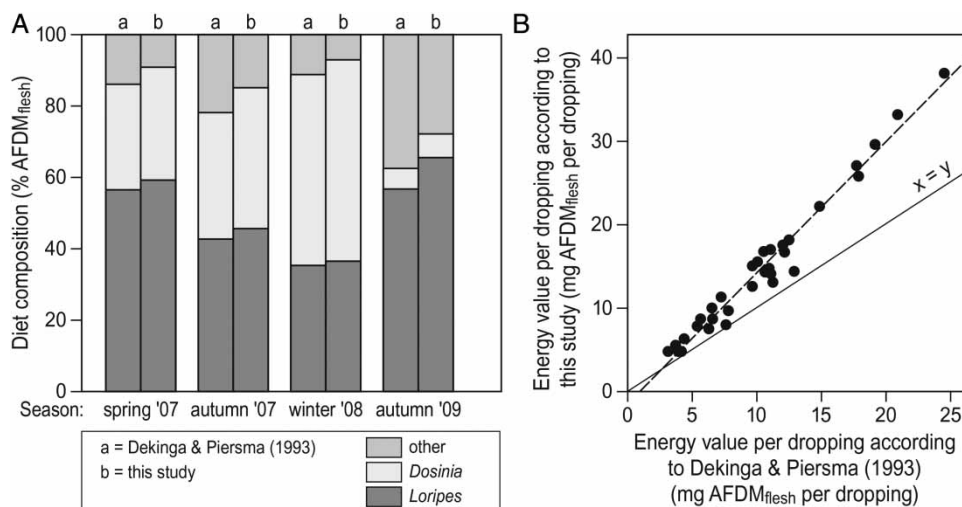 A
a b a b a b a b
Diet composition (% AFDMflesh)
100
80
60
40
20
0
Season: spring '07 autumn '07 winter '08 autumn '09
a = Dekinga & Piersma (1993)
b = this study
other
Dosinia
Loripes
B
Energy value per dropping according to
this study (mg AFDMflesh per dropping)
40
30
20
10
0
x = y
0 5 10 15 20 25
Energy value per dropping according
to Dekinga & Piersma (1993)
(mg AFDMflesh per dropping)